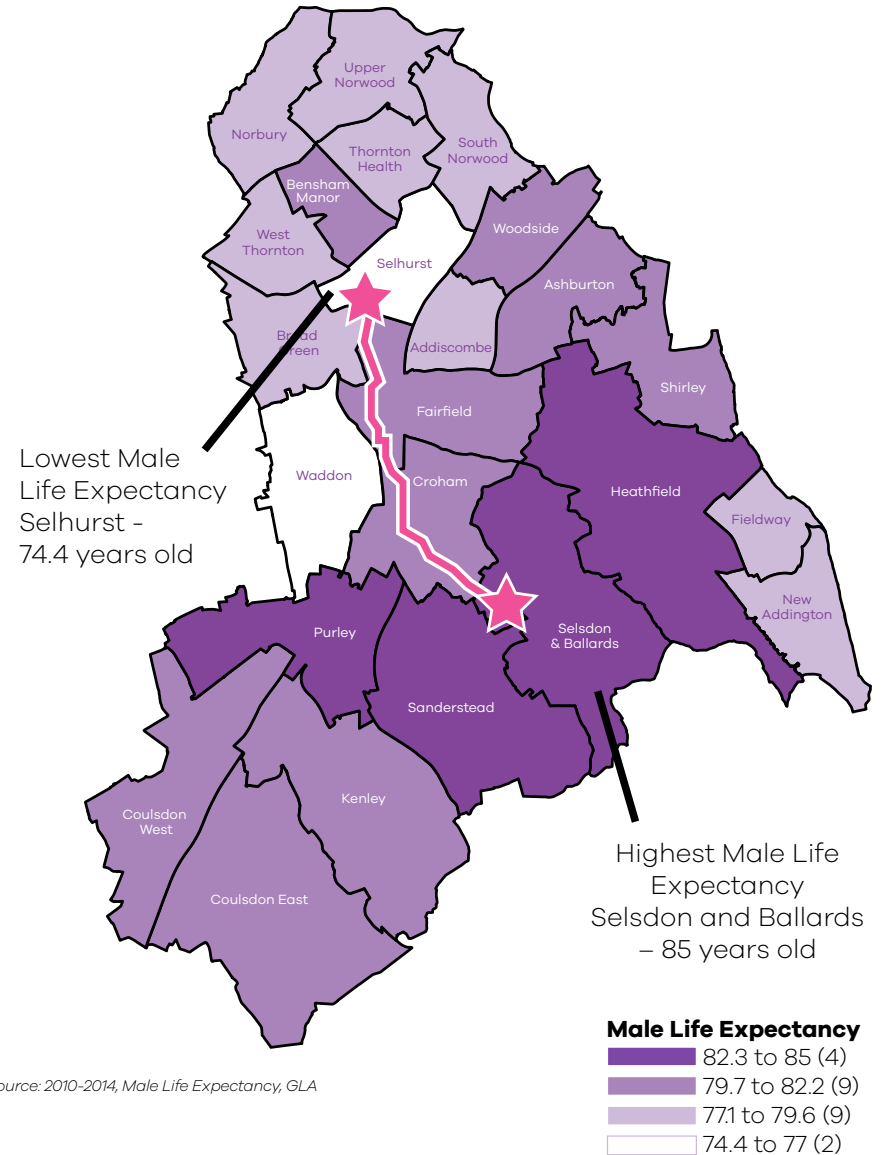 Upper
Norwood
Norbury
South
Norwood
Thornton
Health
Bensham
Manor
West
Thornton
Woodside
Selhurst
Ashburton
Addiscombe
Shirley
Fairfield
Lowest Male
Life Expectancy
Selhurst -
74.4 years old
Waddon
Croham
Heathfield
Fieldway
New
Addington
Purley
Selsdon
& Ballards
Sanderstead
Kenley
Coulsdon
West
Coulsdon East
Highest Male Life
Expectancy
Selsdon and Ballards
– 85 years old
Male Life Expectancy
82.3 to 85 (4)
79.7 to 82.2 (9)
77.1 to 79.6 (9)
74.4 to 77 (2)
ource: 2010-2014, Male Life Expectancy, GLA